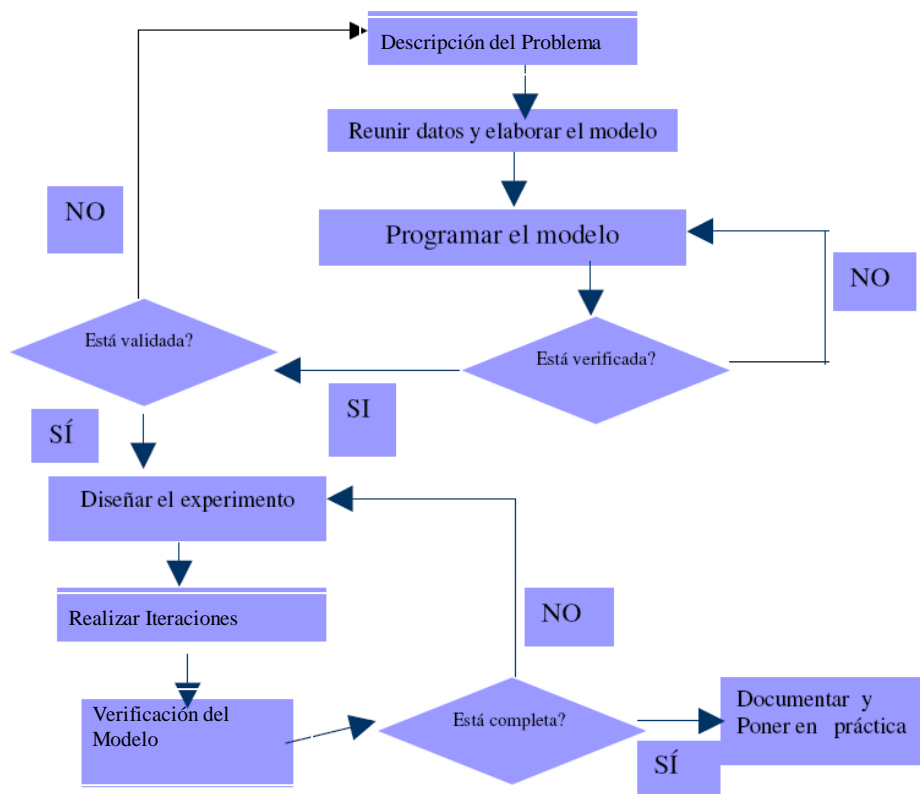 Descripción del Problema
Reunir datos y elaborar el modelo
NO
Programar el modelo
NO
Está validada?
Está verificada?
SÍ
SI
Diseñar el experimento
NO
Realizar Iteraciones
Verificación del
Modelo
Está completa?
Documentar y
Poner en práctica
SÍ